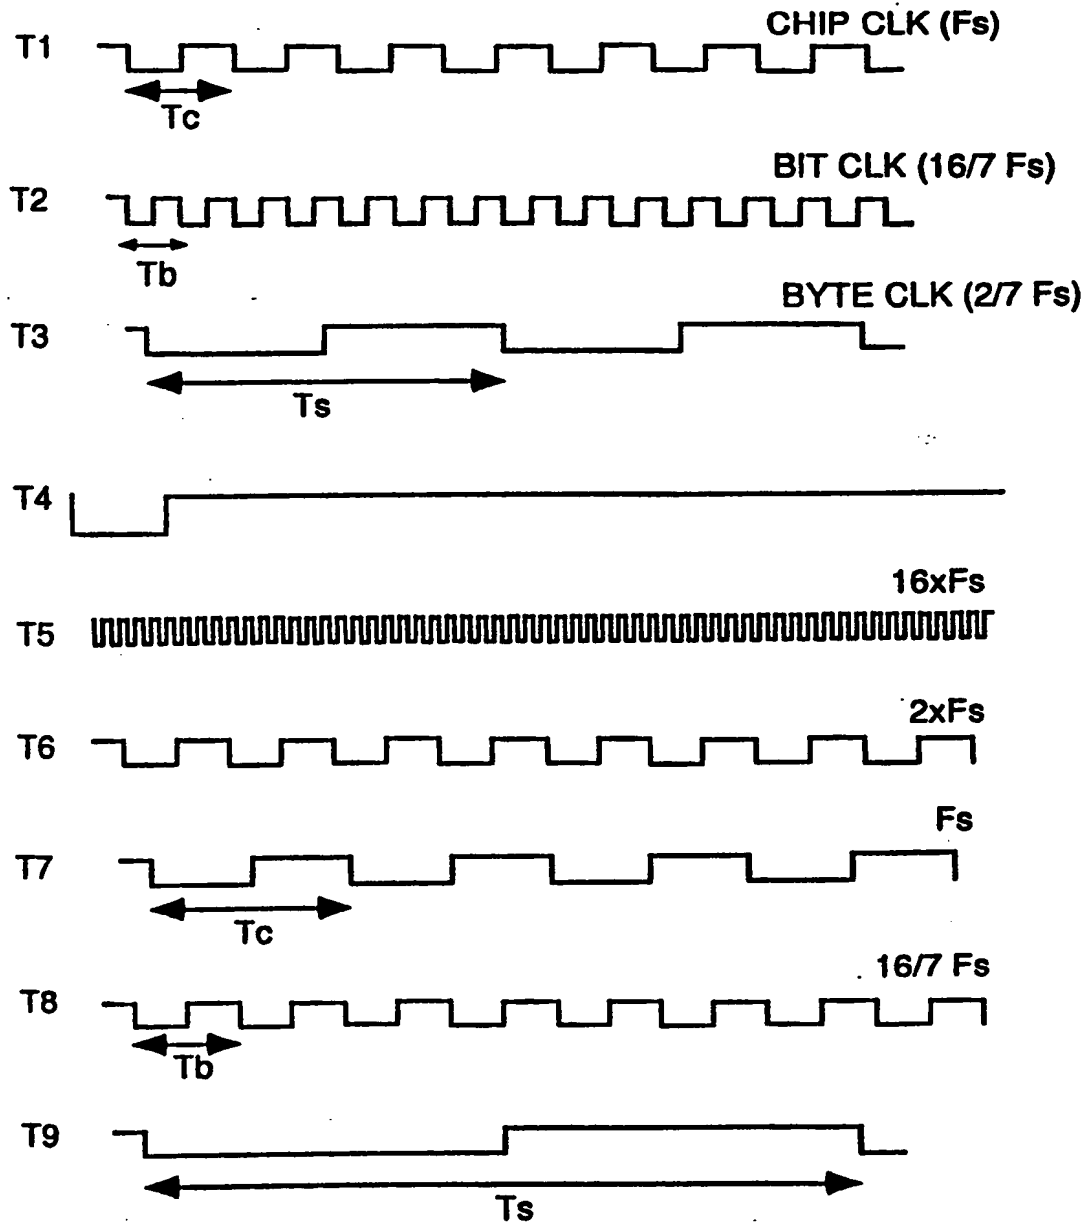 CHIP CLK (Fs)
T1
Tc
BIT CLK (16/7 Fs)
T2
Tb
BYTE CLK (2/7 Fs)
T3
Ts
T4
16xFs
T5
2xFs
T6
Fs
T7
Tc
16/7 Fs
T8
Tb
T9
Ts